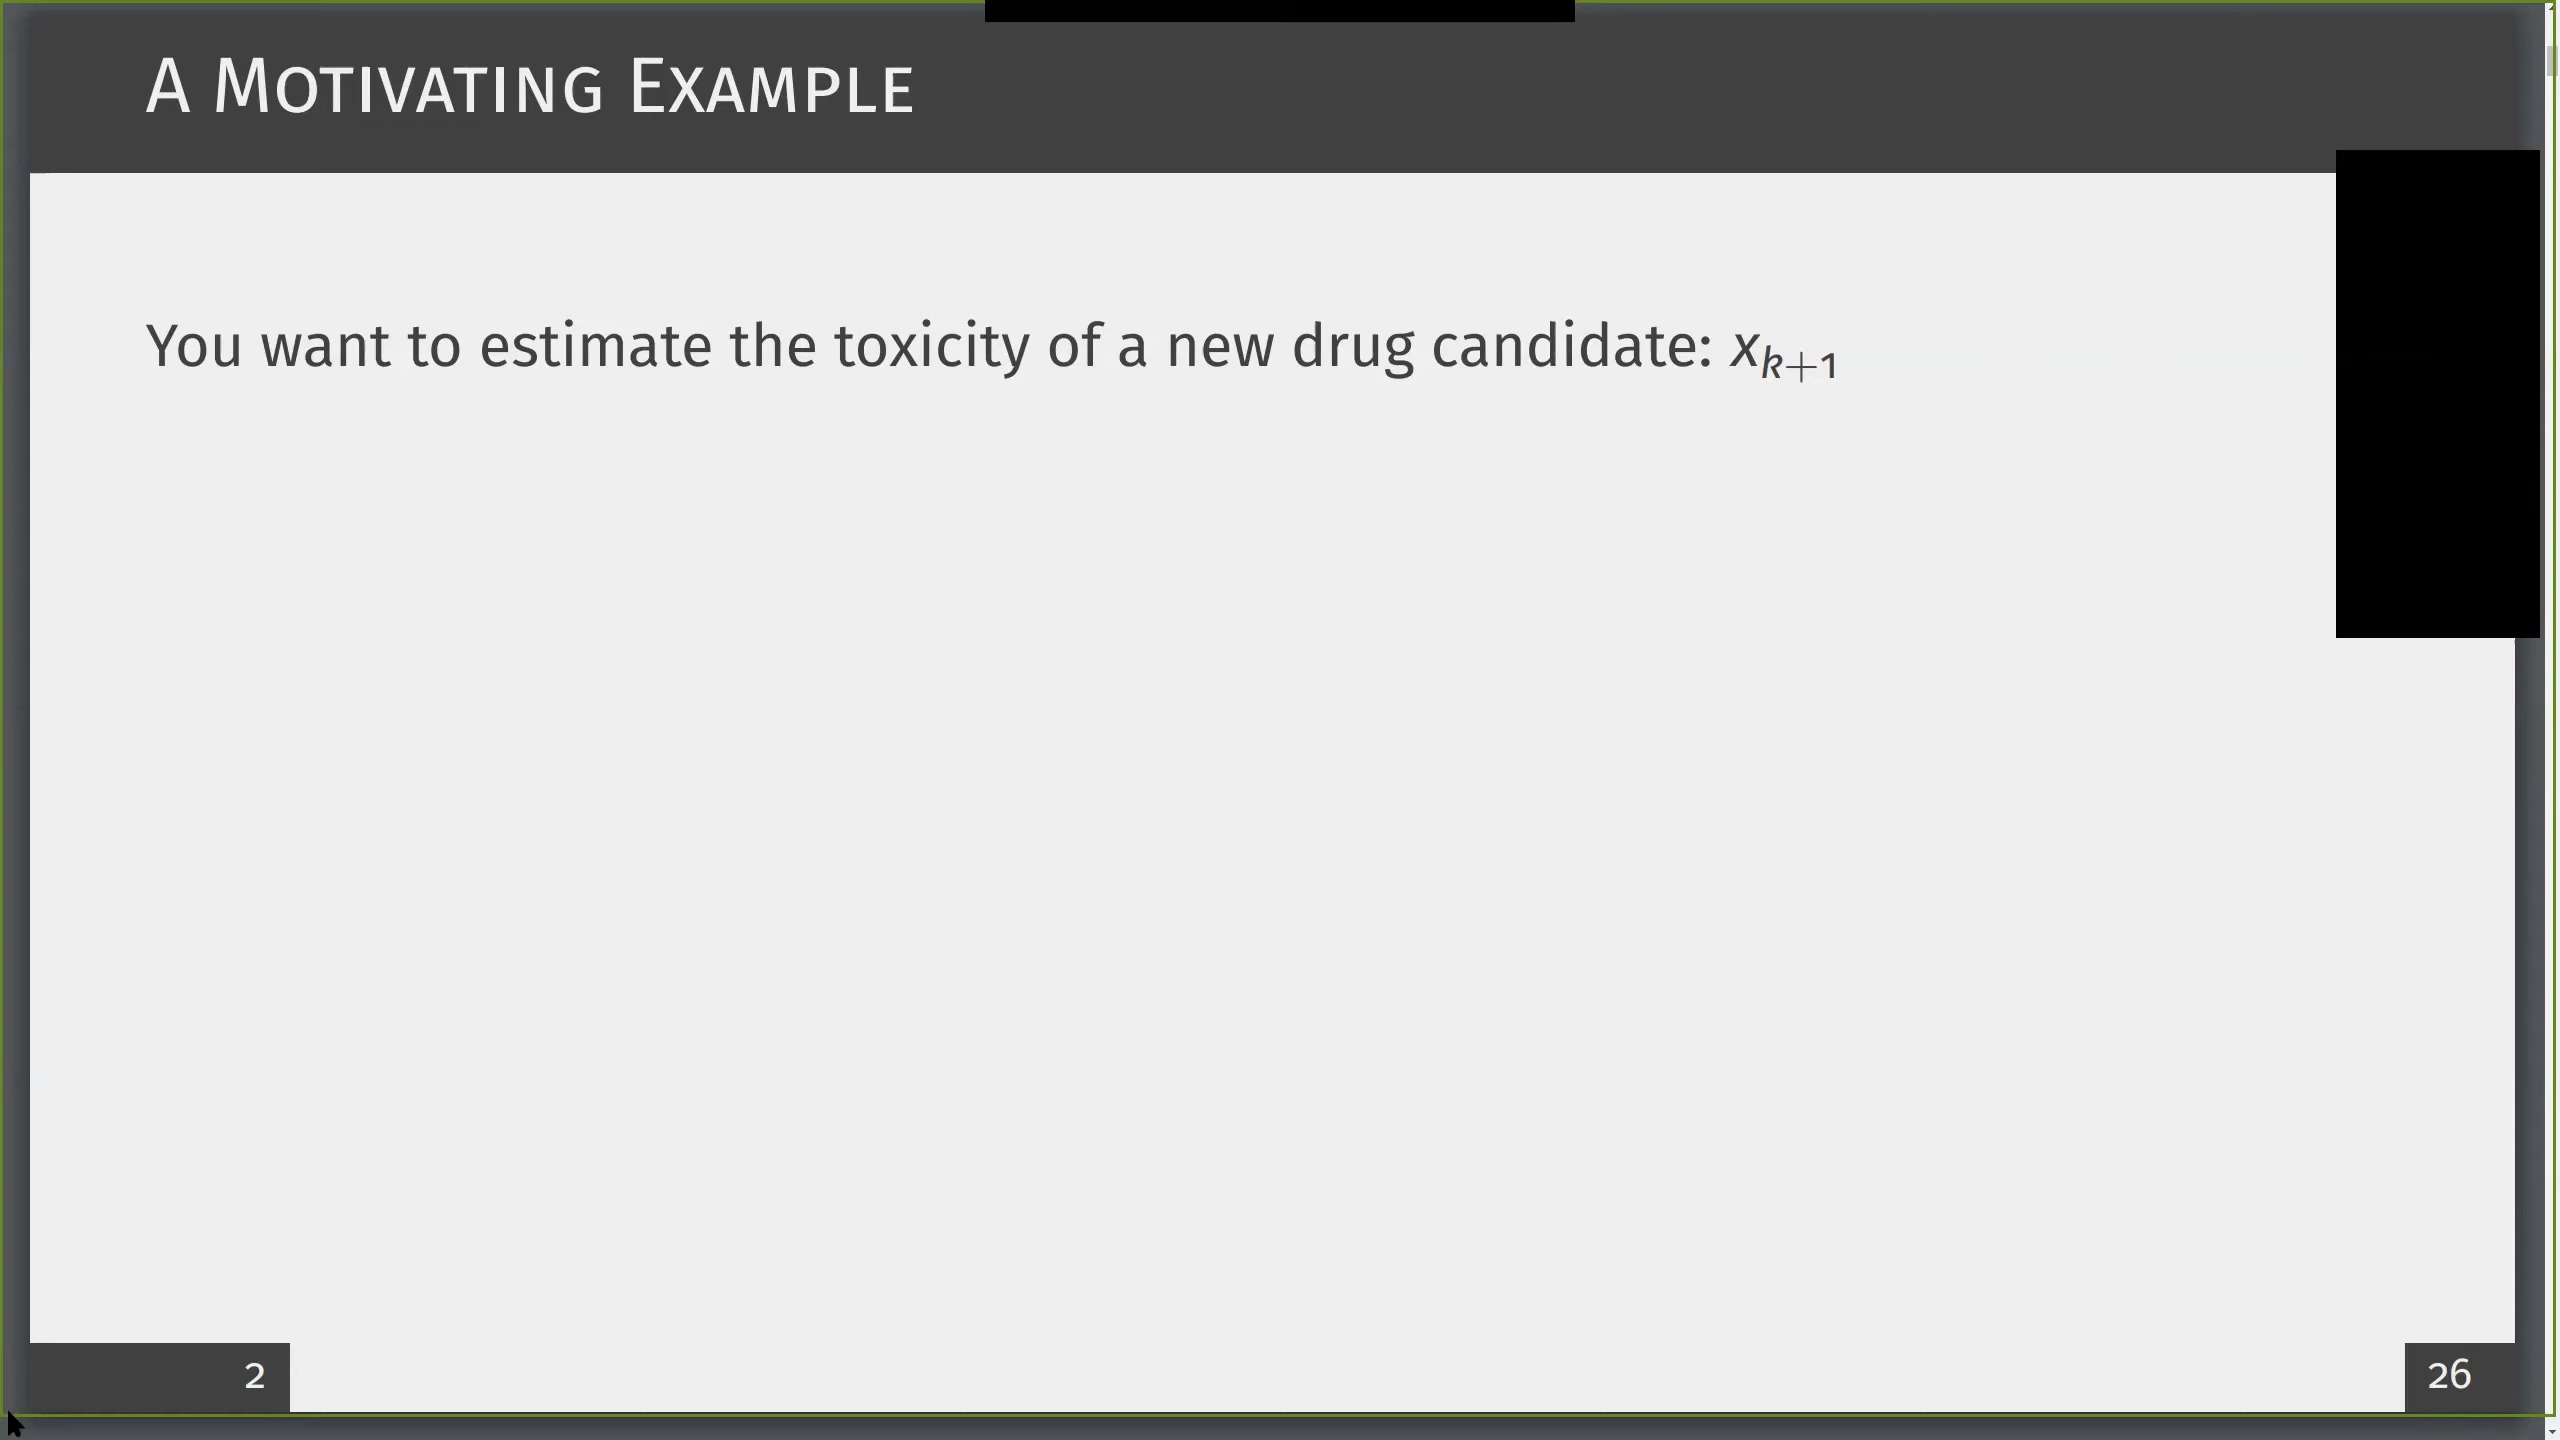 A Motivating Example
You want to estimate the toxicity of a new drug candidate: x_{k+1}
2
26